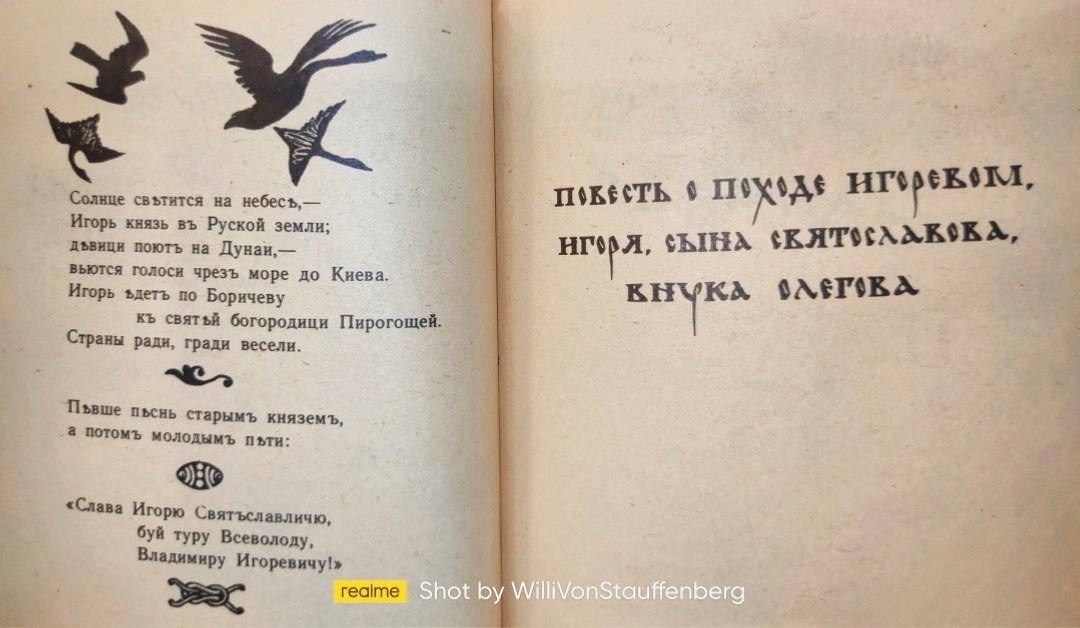 Солнце свѣтится на небесѣ,—
Игорь князь въ Руской земли;
дѣвици поютъ на Дунаи,—
вьются голоси чрезъ море до Киева.
Игорь ѣдетъ по Боричеву
къ святѣй богородици Пирогощей.
Страны ради, гради весели.
Пѣвше пѣснь старымъ княземъ,
а потомъ молодымъ пѣти:
«Слава Игорю Святъславличю,
буй туру Всеволоду,
Владимиру Игоревичу!»
ПОВЕСТЬ О ПОХОДЕ ИГОРЕВОМ,
ИГОРЯ, СЫНА СВЯТОСЛАВОВА,
ВНУКА ОЛЕГОВА
realme Shot by WilliVonStauffenberg